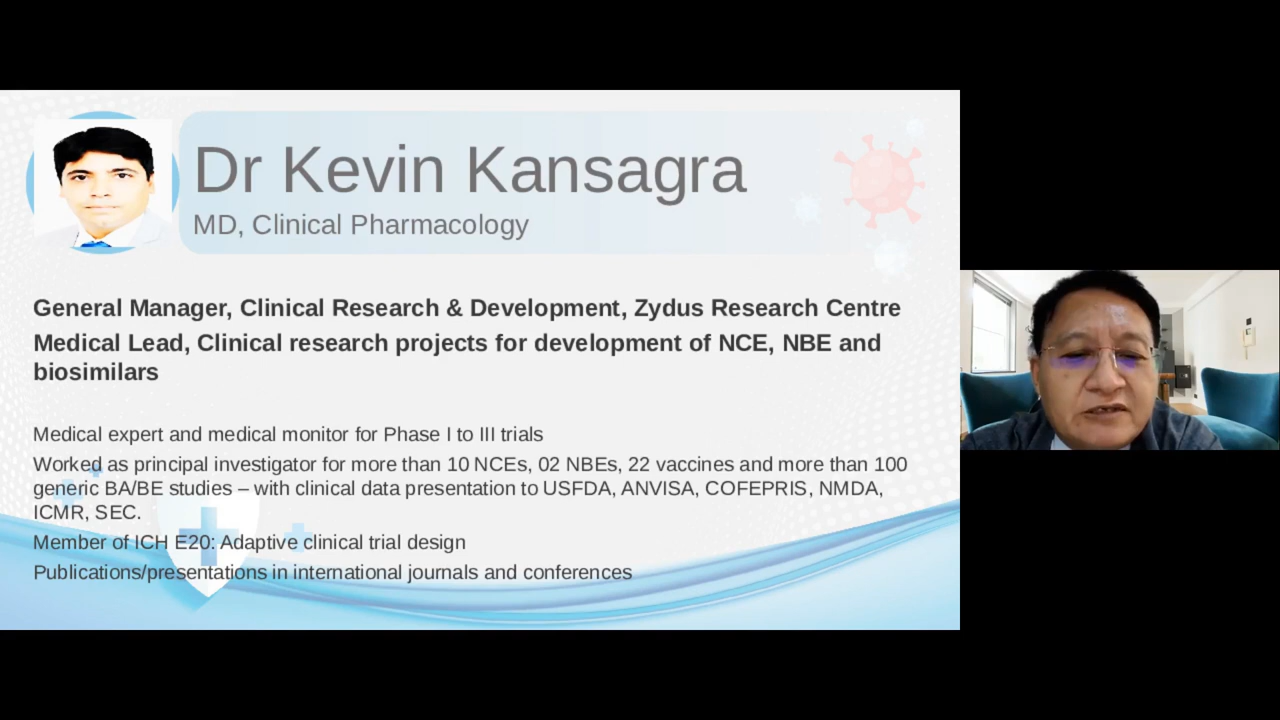 Dr Kevin Kansagra
MD, Clinical Pharmacology
General Manager, Clinical Research & Development, Zydus Research Centre
Medical Lead, Clinical research projects for development of NCE, NBE and
biosimilars
Medical expert and medical monitor for Phase I to III trials
Worked as principal investigator for more than 10 NCEs, 02 NBEs, 22 vaccines and more than 100
generic BA/BE studies – with clinical data presentation to USFDA, ANVISA, COFEPRIS, NMDA,
ICMR, SEC.
Member of ICH E20: Adaptive clinical trial design
Publications/presentations in international journals and conferences